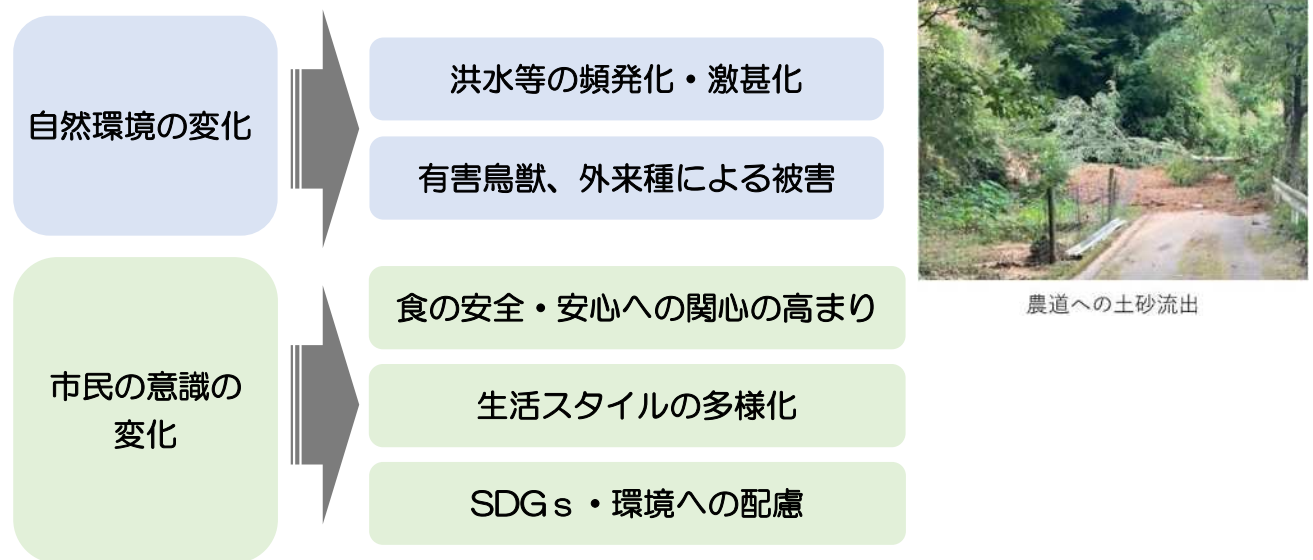 自然環境の変化
洪水等の頻発化・激甚化
有害鳥獣、外来種による被害
農道への土砂流出
市民の意識の
変化
食の安全・安心への関心の高まり
生活スタイルの多様化
SDGｓ・環境への配慮